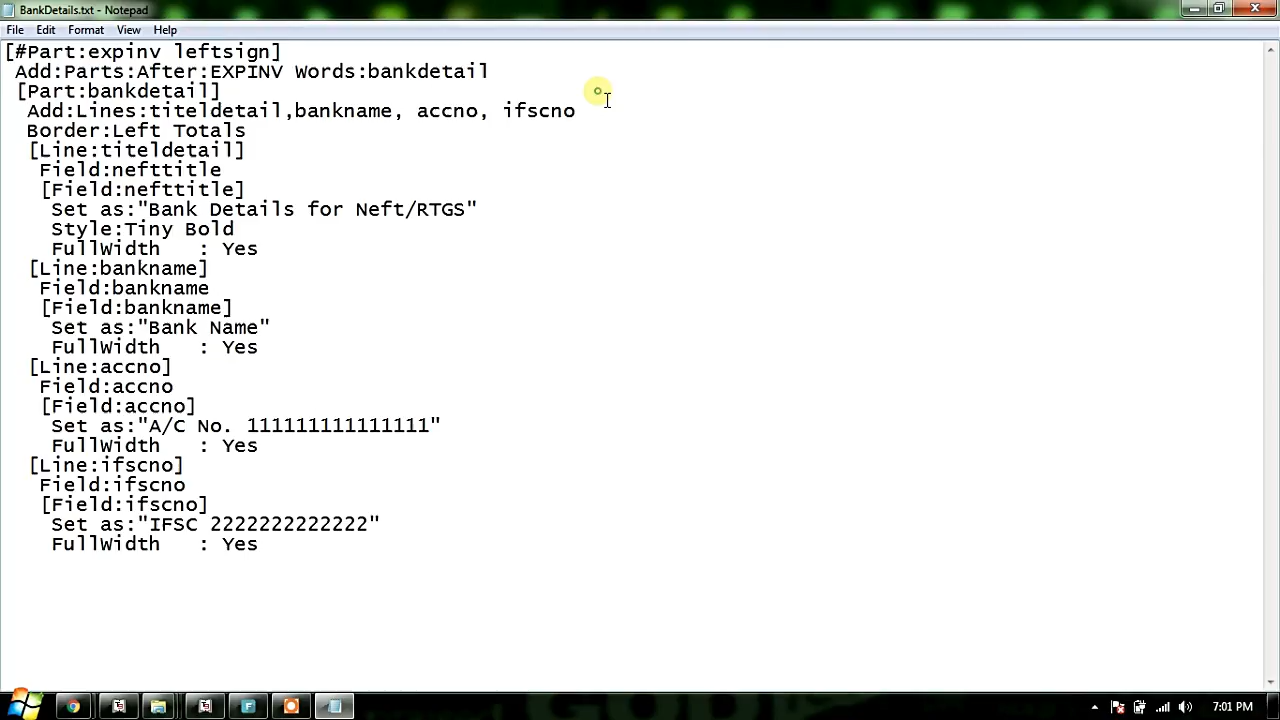 BankDetails.txt - Notepad
File Edit Format View Help
[#Part:expinv leftsign]
Add:Parts:After:EXPINV Words:bankdetail
[Part:bankdetail]
Add:Lines:titeldetail,bankname, accno, ifscno
Border:Left Totals
[Line:titeldetail]
Field:nefttitle
[Field:nefttitle]
Set as:"Bank Details for Neft/RTGS"
Style:Tiny Bold
FullWidth : Yes
[Line:bankname]
Field:bankname
[Field:bankname]
Set as:"Bank Name"
FullWidth : Yes
[Line:accno]
Field:accno
[Field:accno]
Set as:"A/C No. 111111111111111"
FullWidth : Yes
[Line:ifscno]
Field:ifscno
[Field:ifscno]
Set as:"IFSC 2222222222222"
FullWidth : Yes
7:01 PM